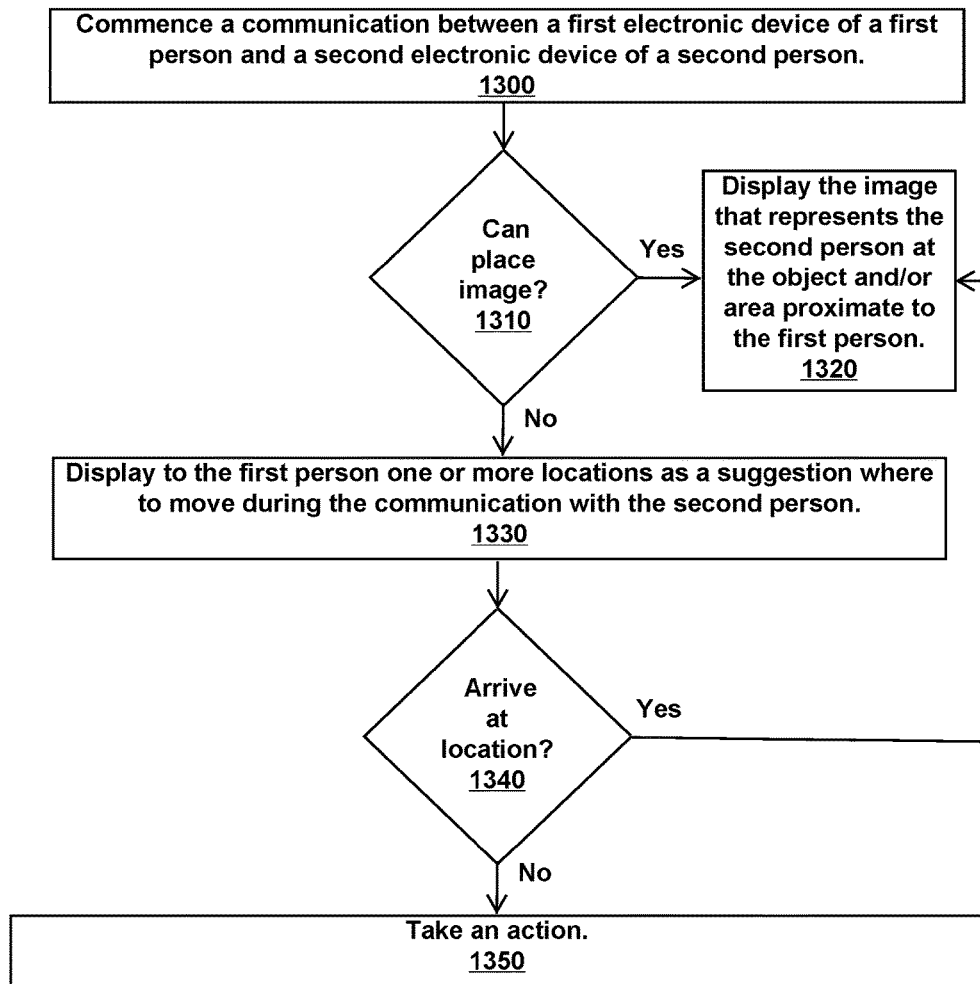 Commence a communication between a first electronic device of a first
person and a second electronic device of a second person.
1300
Can
place
image?
1310
Yes
Display the image
that represents the
second person at
the object and/or
area proximate to
the first person.
1320
No
Display to the first person one or more locations as a suggestion where
to move during the communication with the second person.
1330
Arrive
at
location?
1340
Yes
No
Take an action.
1350